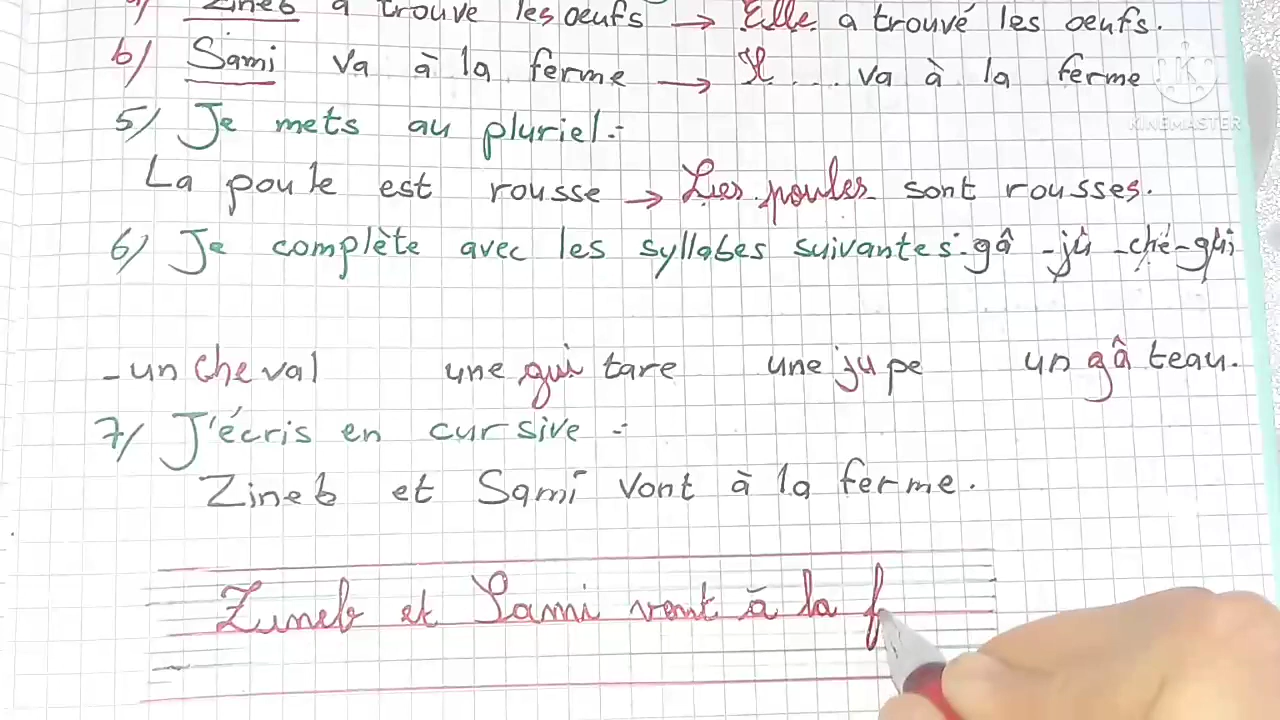 a) Zineb a trouvé les oeufs → Elle a trouvé les oeufs.
b) Sami va à la ferme → Il .... va à la ferme
5) Je mets au pluriel :
La poule est rousse → Les poules sont rousses.
6) Je complète avec les syllabes suivantes : gâ - ju - che - gui
- un cheval une guitare une jupe un gâteau.
7) J'écris en cursive :
Zineb et Sami vont à la ferme.
Zineb et Sami vont à la f
KINEMASTER